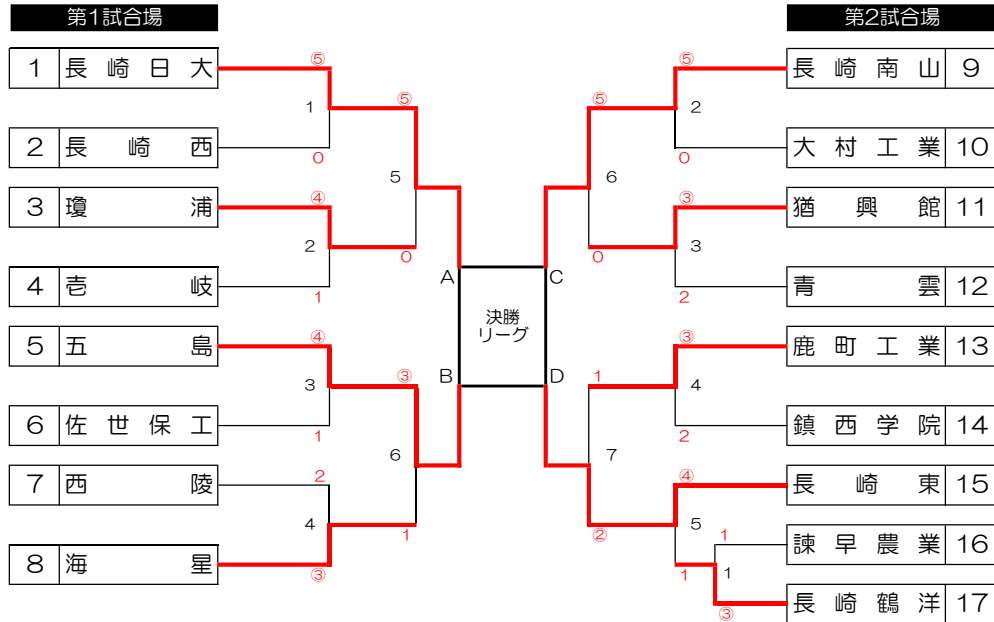 第1試合場
第2試合場
1 長崎日大
⑤
1
⑤
2 長崎西
0
5
3 瓊浦
④
2
0
4 壱岐
1
A
5 五島
④
3
③
B
6 佐世保工
1
6
7 西陵
2
4
1
8 海星
③
決勝
リーグ
⑤
⑤
2
長崎南山 9
0
大村工業 10
6
③
猶興館 11
0
3
C
2
青雲 12
③
鹿町工業 13
D
1
4
2
鎮西学院 14
7
④
長崎東 15
②
5
1
1
諫早農業 16
1
③
長崎鶴洋 17